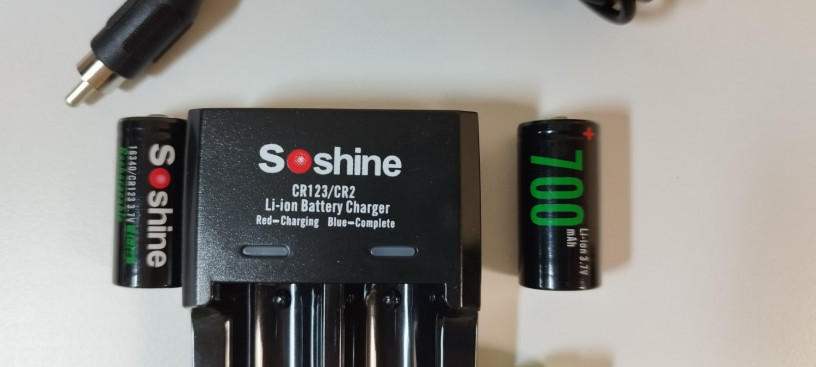 Soshine
16340/CR123 3.7V
Soshine
CR123/CR2
Li-ion Battery Charger
Red-Charging Blue-Complete
+
700
mAh
Li-ion 3.7V